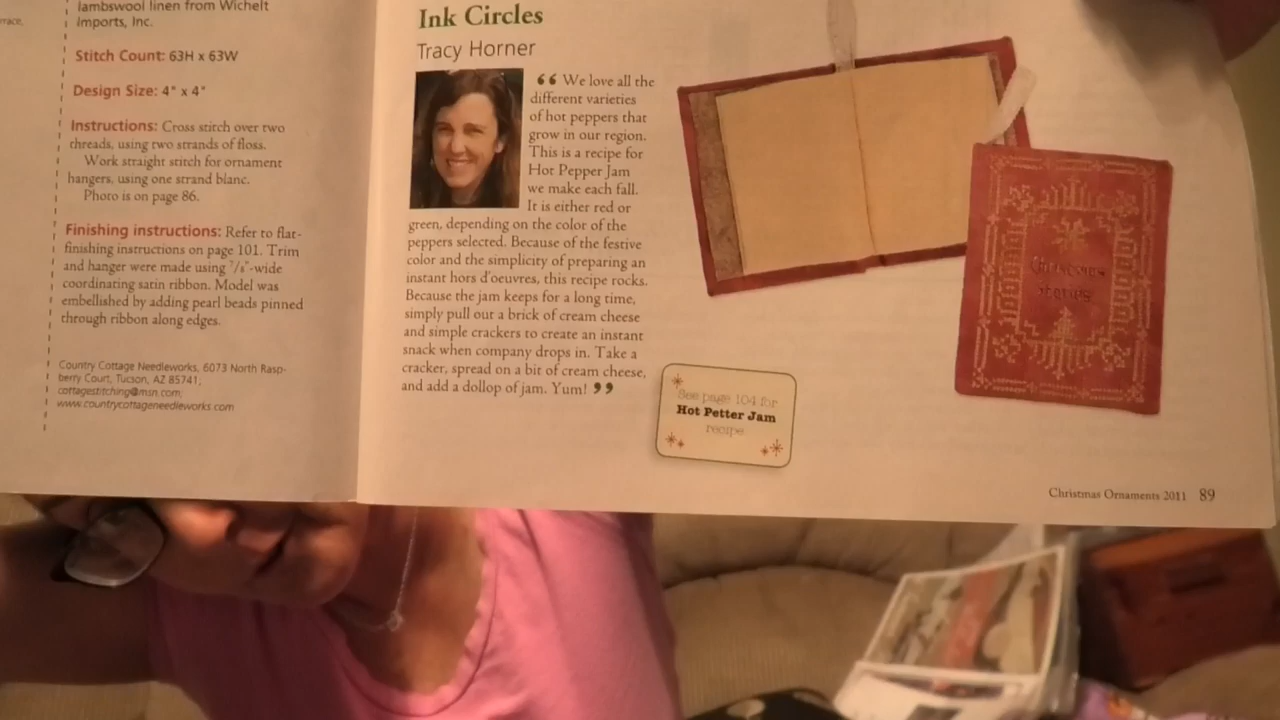 rrace,
lambswool linen from Wichelt
Imports, Inc.
Stitch Count: 63H x 63W
Design Size: 4" x 4"
Instructions: Cross stitch over two
threads, using two strands of floss.
Work straight stitch for ornament
hangers, using one strand blanc.
Photo is on page 86.
Finishing instructions: Refer to flat-
finishing instructions on page 101. Trim
and hanger were made using 7/8"-wide
coordinating satin ribbon. Model was
embellished by adding pearl beads pinned
through ribbon along edges.
Country Cottage Needleworks, 6073 North Rasp-
berry Court, Tucson, AZ 85741;
cottagestitching@msn.com;
www.countrycottageneedleworks.com
Ink Circles
Tracy Horner
“ We love all the
different varieties
of hot peppers that
grow in our region.
This is a recipe for
Hot Pepper Jam
we make each fall.
It is either red or
green, depending on the color of the
peppers selected. Because of the festive
color and the simplicity of preparing an
instant hors d'oeuvres, this recipe rocks.
Because the jam keeps for a long time,
simply pull out a brick of cream cheese
and simple crackers to create an instant
snack when company drops in. Take a
cracker, spread on a bit of cream cheese,
and add a dollop of jam. Yum! ”
See page 104 for
Hot Petter Jam
recipe
Christmas
Stories
Christmas Ornaments 2011 89